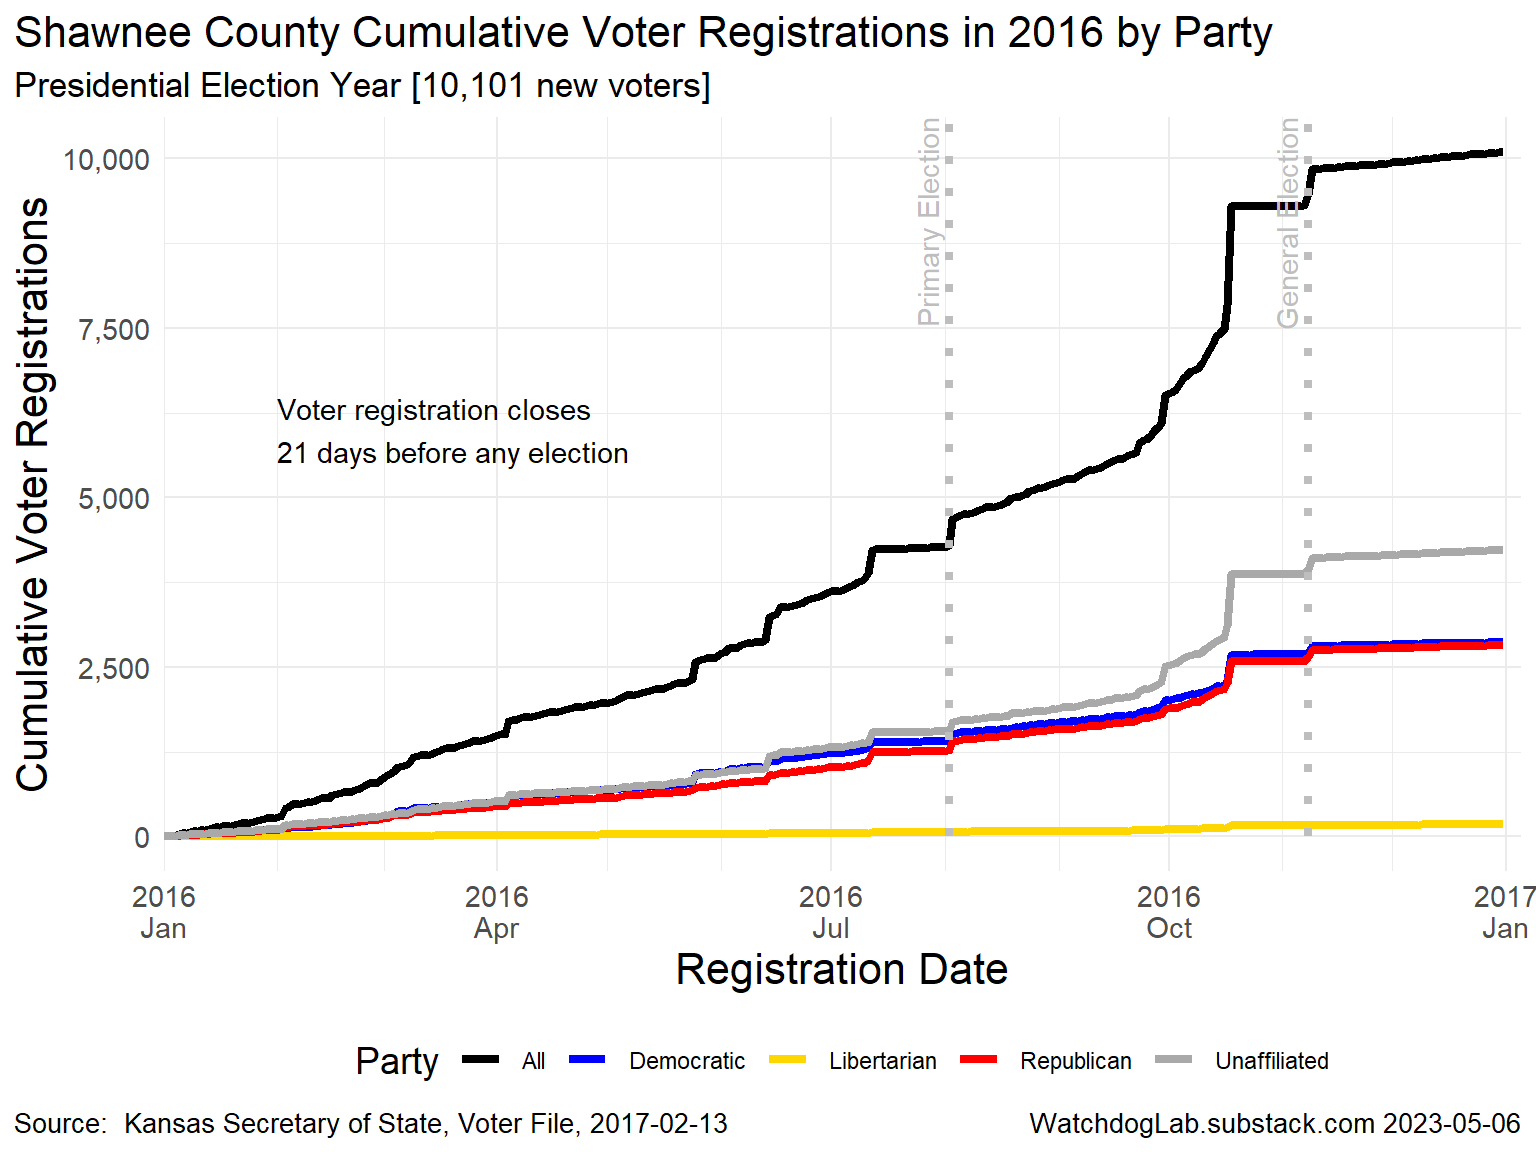 Shawnee County Cumulative Voter Registrations in 2016 by Party
Presidential Election Year [10,101 new voters]
Cumulative Voter Registrations
10,000
7,500
5,000
2,500
0
Primary Election
General Election
Voter registration closes
21 days before any election
2016 2016 2016 2016 2017
Jan Apr Jul Oct Jan
Registration Date
Party All Democratic Libertarian Republican Unaffiliated
Source:  Kansas Secretary of State, Voter File, 2017-02-13
WatchdogLab.substack.com 2023-05-06